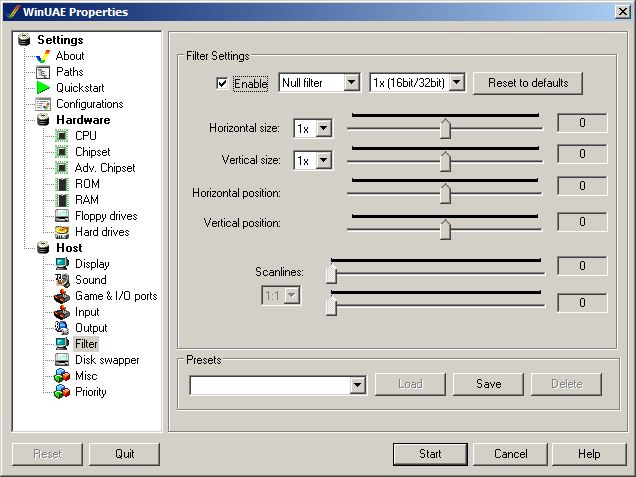 WinUAE Properties
Settings
About
Paths
Quickstart
Configurations
Hardware
CPU
Chipset
Adv. Chipset
ROM
RAM
Floppy drives
Hard drives
Host
Display
Sound
Game & I/O ports
Input
Output
Filter
Disk swapper
Misc
Priority
Filter Settings
Enable Null filter 1x (16bit/32bit) Reset to defaults
Horizontal size: 1x 0
Vertical size: 1x 0
Horizontal position: 0
Vertical position: 0
Scanlines: 0
1:1 0
Presets
Load Save Delete
Reset Quit Start Cancel Help